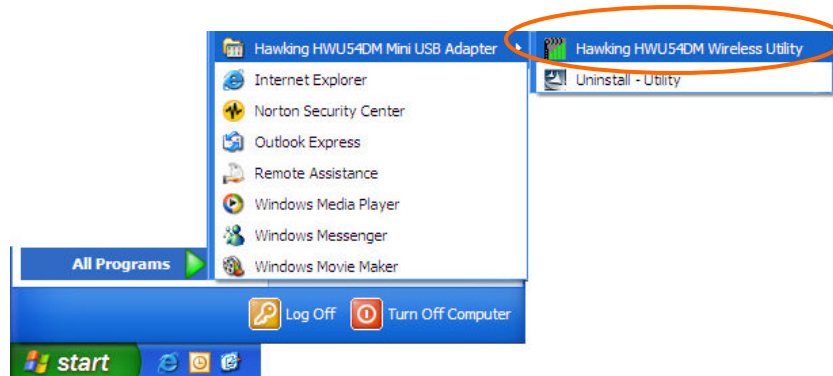 Hawking HWU54DM Mini USB Adapter
Hawking HWU54DM Wireless Utility
Internet Explorer
Uninstall - Utility
Norton Security Center
Outlook Express
Remote Assistance
Windows Media Player
Windows Messenger
Windows Movie Maker
All Programs
Log Off
Turn Off Computer
start